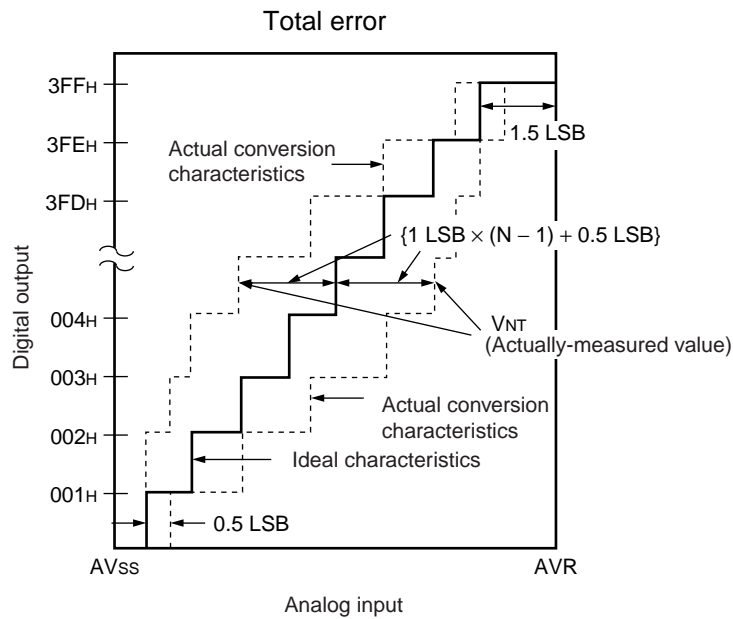 Total error
3FFH
3FEH
3FDH
004H
003H
002H
001H
Digital output
Actual conversion
characteristics
1.5 LSB
{1 LSB × (N − 1) + 0.5 LSB}
VNT
(Actually-measured value)
Actual conversion
characteristics
Ideal characteristics
0.5 LSB
AVSS
AVR
Analog input